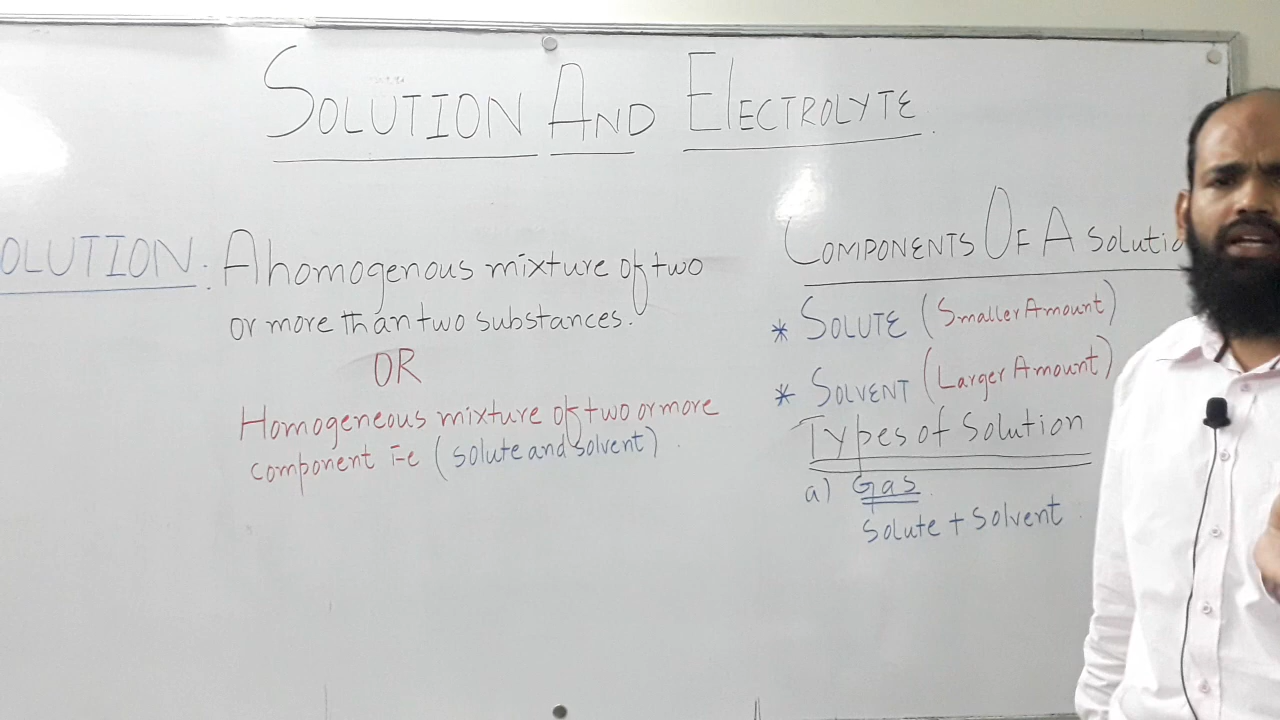 SOLUTION AND ELECTROLYTE.
OLUTION: A homogenous mixture of two
or more than two substances.
OR
Homogeneous mixture of two or more
component i-e (solute and solvent).
COMPONENTS OF A Solutio
* SOLUTE (Smaller Amount)
* SOLVENT (Larger Amount)
Types of Solution
a) Gas
Solute + Solvent